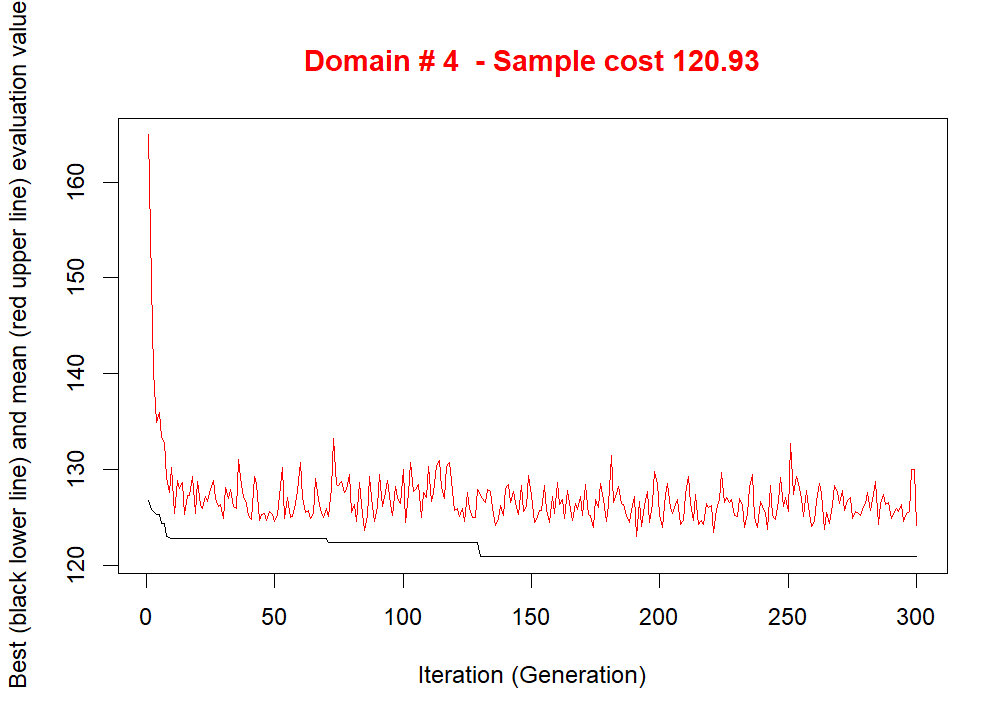 Domain # 4  - Sample cost 120.93
Best (black lower line) and mean (red upper line) evaluation value
160
150
140
130
120
0 50 100 150 200 250 300
Iteration (Generation)